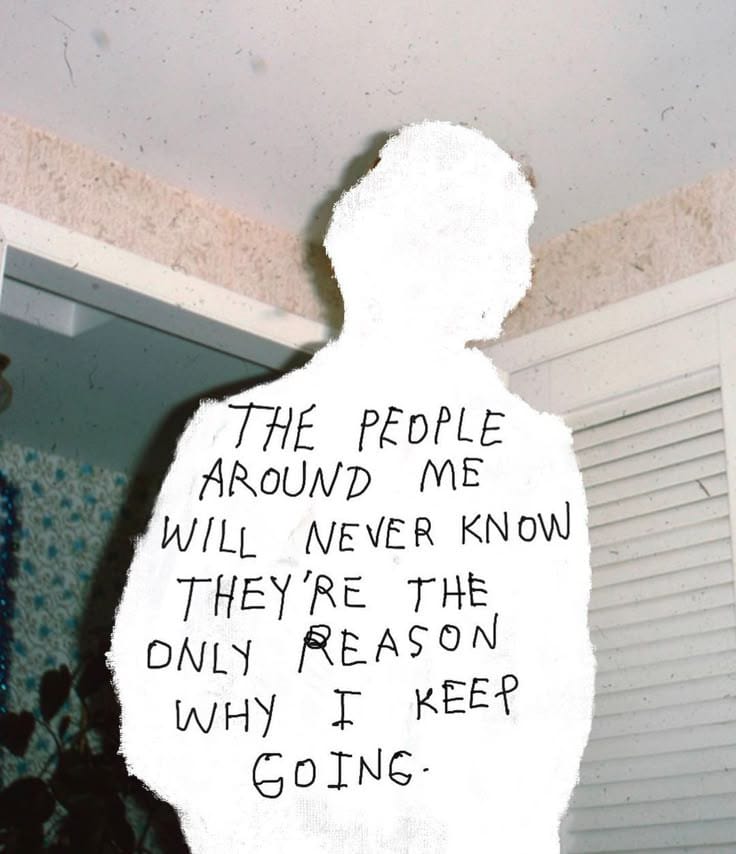 THE PEOPLE
AROUND ME
WILL NEVER KNOW
THEY'RE THE
ONLY REASON
WHY I KEEP
GOING.